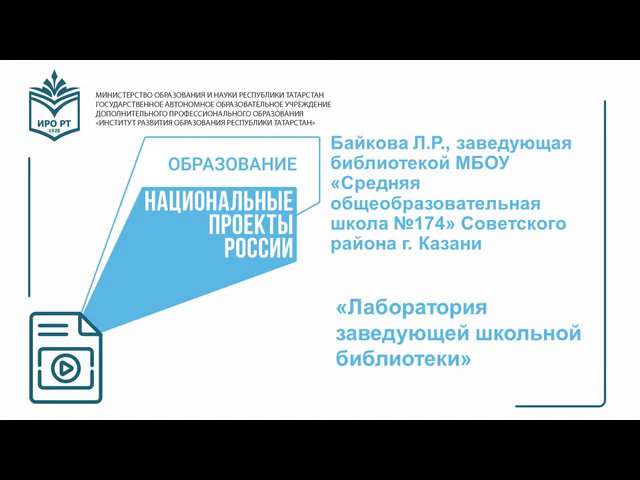 МИНИСТЕРСТВО ОБРАЗОВАНИЯ И НАУКИ РЕСПУБЛИКИ ТАТАРСТАН
ГОСУДАРСТВЕННОЕ АВТОНОМНОЕ ОБРАЗОВАТЕЛЬНОЕ УЧРЕЖДЕНИЕ
ДОПОЛНИТЕЛЬНОГО ПРОФЕССИОНАЛЬНОГО ОБРАЗОВАНИЯ
«ИНСТИТУТ РАЗВИТИЯ ОБРАЗОВАНИЯ РЕСПУБЛИКИ ТАТАРСТАН»
ИРО РТ
1928
ОБРАЗОВАНИЕ
НАЦИОНАЛЬНЫЕ
ПРОЕКТЫ
РОССИИ
Байкова Л.Р., заведующая
библиотекой МБОУ
«Средняя
общеобразовательная
школа №174» Советского
района г. Казани
«Лаборатория
заведующей школьной
библиотеки»